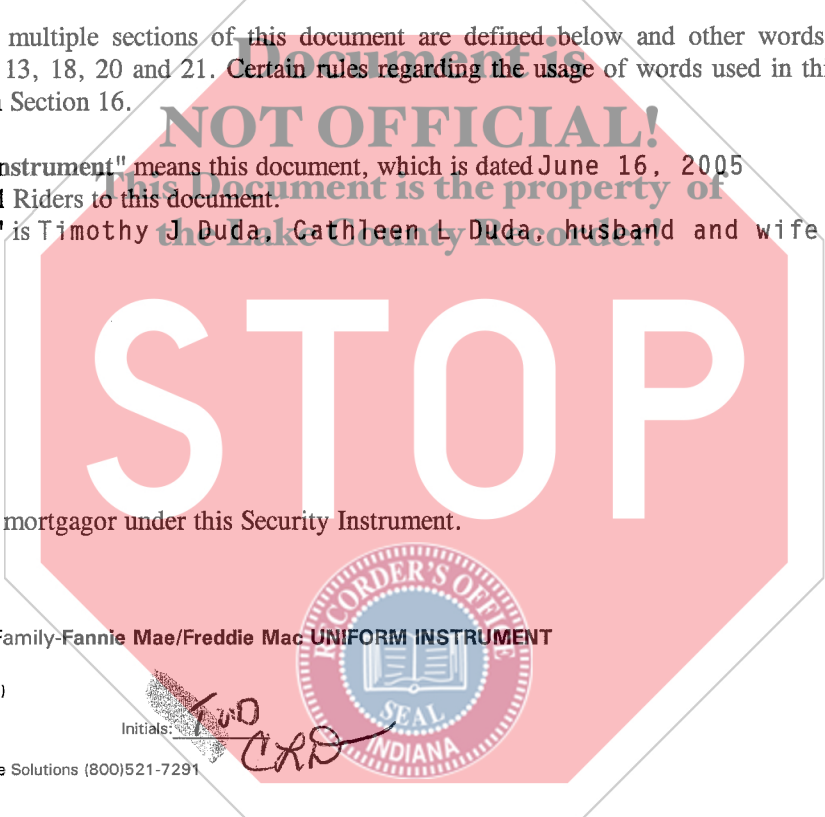 multiple sections of this document are defined below and other words
Document is
13, 18, 20 and 21. Certain rules regarding the usage of words used in
Section 16.
NOT OFFICIAL!
nstrument" means this document, which is dated June 16, 2005
This Document is the property of
Riders to this document.
the Lake County Recorder!
" is Timothy J Duda, Cathleen L Duda, husband and wife
STOP
mortgagor under this Security Instrument.
RECORDER'S OFFICE
amily-Fannie Mae/Freddie Mac UNIFORM INSTRUMENT
)
SEAL
Initials: TJD
CLD
INDIANA
e Solutions (800)521-7291